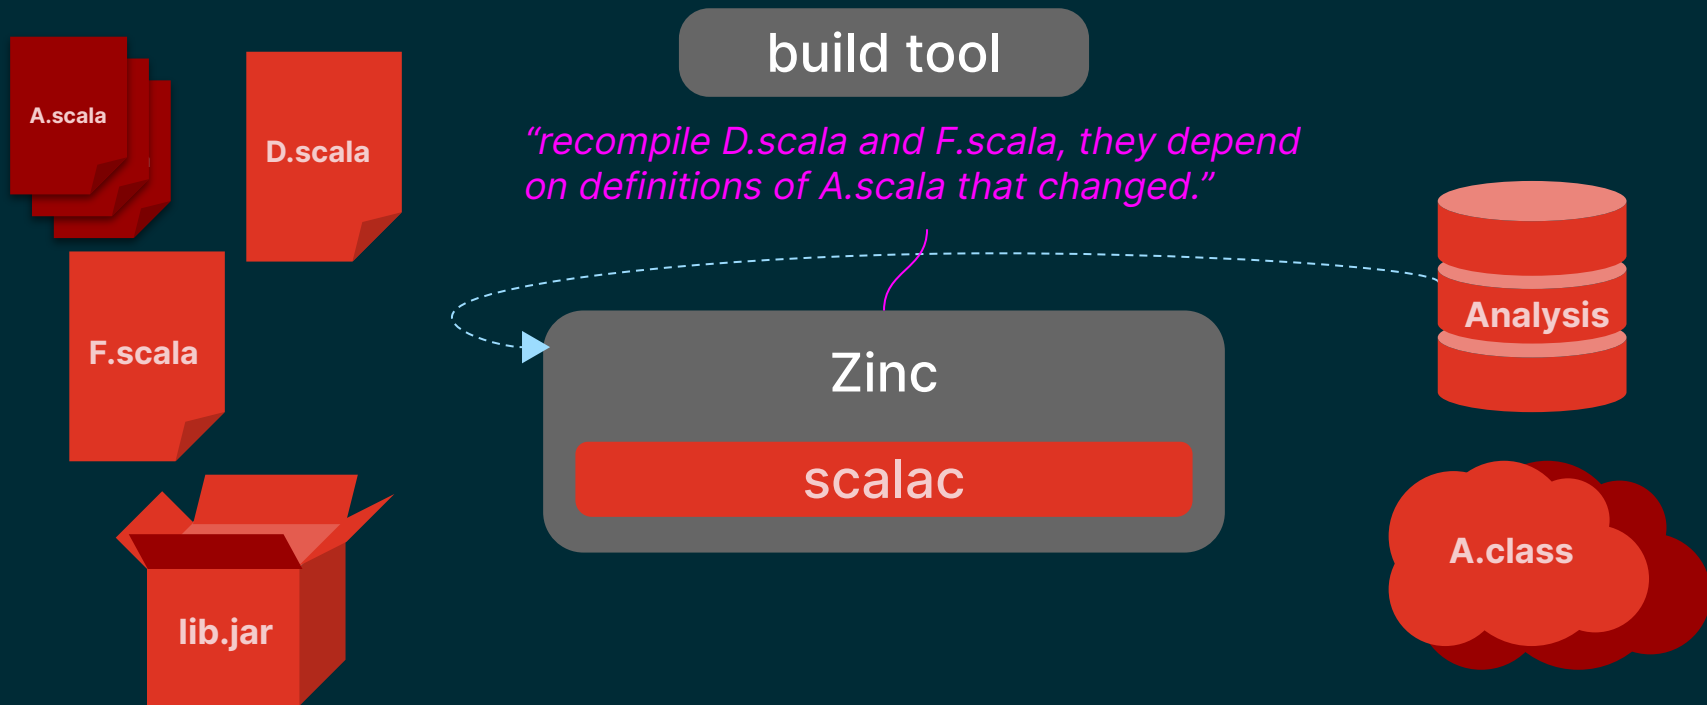 build tool
A.scala
D.scala
“recompile D.scala and F.scala, they depend
on definitions of A.scala that changed.”
Analysis
F.scala
Zinc
scalac
A.class
lib.jar